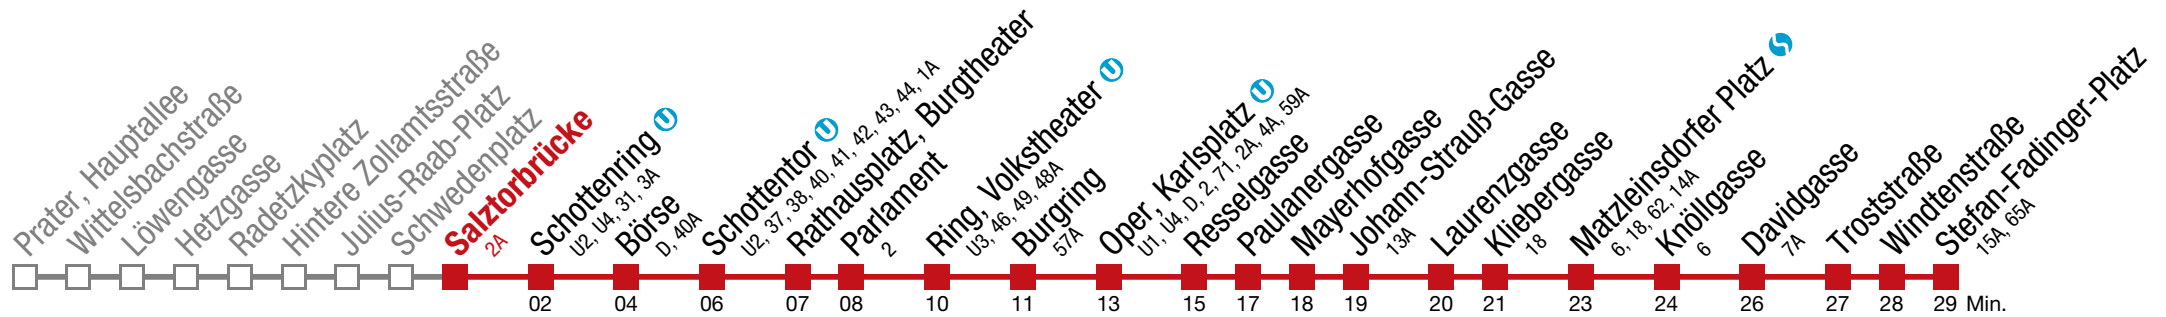 Prater, Hauptallee
Wittelsbachstraße
Löwengasse
Hetzgasse
Radetzkyplatz
Hintere Zollamtsstraße
Julius-Raab-Platz
Schwedenplatz
Salztorbrücke
2A
Schottenring
U2, U4, 31, 3A
Börse
D, 40A
Schottentor
U2, 37, 38, 40, 41, 42, 43, 44, 1A
Rathausplatz, Burgtheater
Parlament
2
Ring, Volkstheater
U3, 46, 49, 48A
Burgring
57A
Oper, Karlsplatz
U1, U4, D, 2, 71, 2A, 4A, 59A
Resselgasse
Paulanergasse
Mayerhofgasse
Johann-Strauß-Gasse
13A
Laurenzgasse
Kliebergasse
18
Matzleinsdorfer Platz
6, 18, 62, 14A
Knöllgasse
6
Davidgasse
7A
Troststraße
Windtenstraße
Stefan-Fadinger-Platz
15A, 65A
02 04 06 07 08 10 11 13 15 17 18 19 20 21 23 24 26 27 28 29 Min.